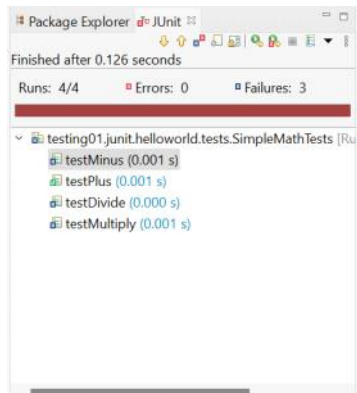 Package Explorer JUnit
Finished after 0.126 seconds
Runs: 4/4 Errors: 0 Failures: 3
testing01.junit.helloworld.tests.SimpleMathTests [Ru
testMinus (0.001 s)
testPlus (0.001 s)
testDivide (0.000 s)
testMultiply (0.001 s)